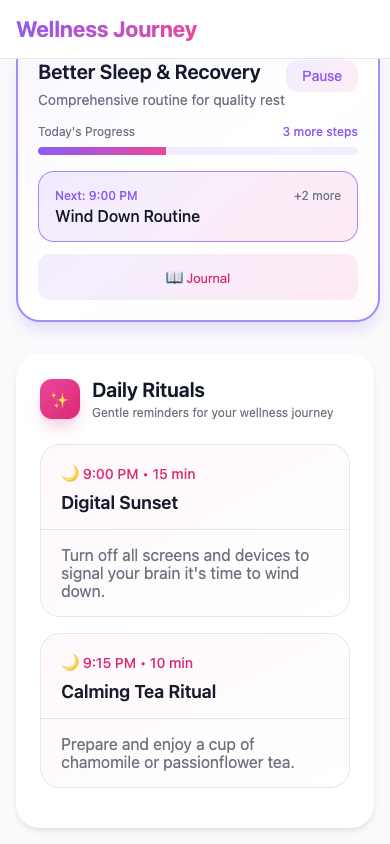 Wellness Journey
Better Sleep & Recovery
Pause
Comprehensive routine for quality rest
Today's Progress
3 more steps
Next: 9:00 PM
+2 more
Wind Down Routine
📖 Journal
✨ Daily Rituals
Gentle reminders for your wellness journey
🌙 9:00 PM • 15 min
Digital Sunset
Turn off all screens and devices to
signal your brain it's time to wind
down.
🌙 9:15 PM • 10 min
Calming Tea Ritual
Prepare and enjoy a cup of
chamomile or passionflower tea.